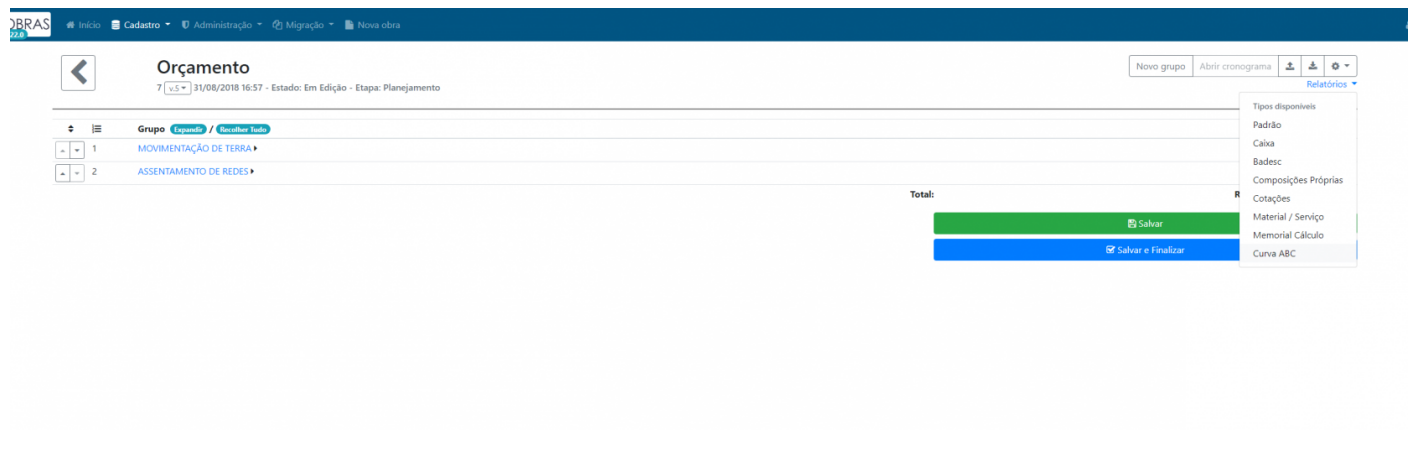 OBRAS Início Cadastro Administração Migração Nova obra
22.0
Orçamento
7 v.5 31/08/2018 16:57 - Estado: Em Edição - Etapa: Planejamento
Novo grupo Abrir cronograma
Relatórios
Tipos disponíveis
Padrão
Caixa
Badesc
Composições Próprias
Cotações
Material / Serviço
Memorial Cálculo
Curva ABC
Grupo Expandir / Recolher Tudo
1 MOVIMENTAÇÃO DE TERRA
2 ASSENTAMENTO DE REDES
Total: R
Salvar
Salvar e Finalizar